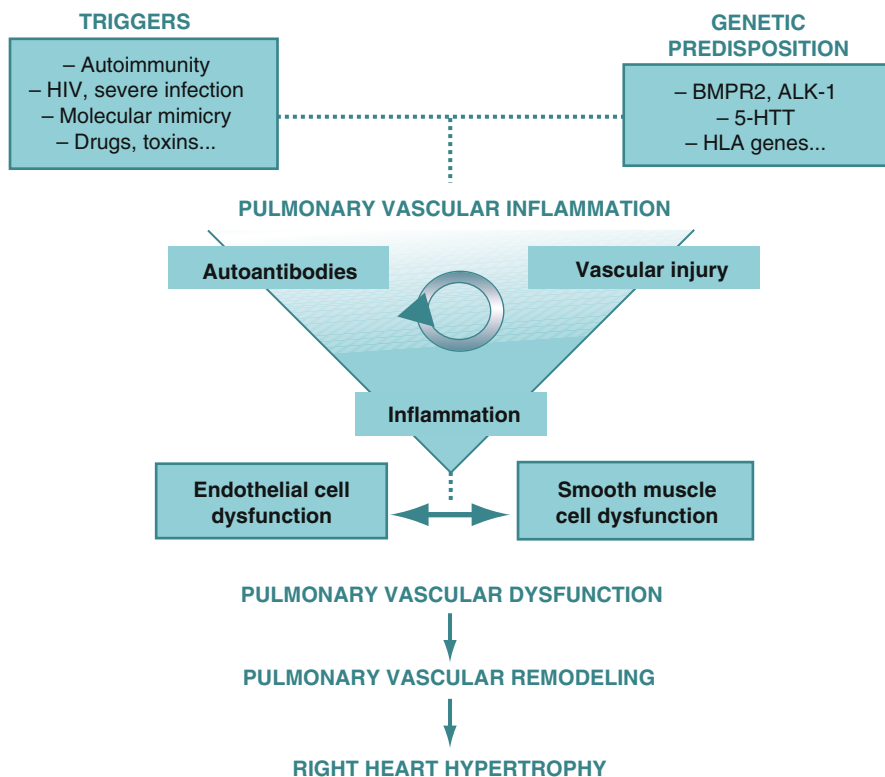 TRIGGERS
– Autoimmunity
– HIV, severe infection
– Molecular mimicry
– Drugs, toxins...
GENETIC
PREDISPOSITION
– BMPR2, ALK-1
– 5-HTT
– HLA genes...
PULMONARY VASCULAR INFLAMMATION
Autoantibodies
Vascular injury
Inflammation
Endothelial cell
dysfunction
Smooth muscle
cell dysfunction
PULMONARY VASCULAR DYSFUNCTION
PULMONARY VASCULAR REMODELING
RIGHT HEART HYPERTROPHY